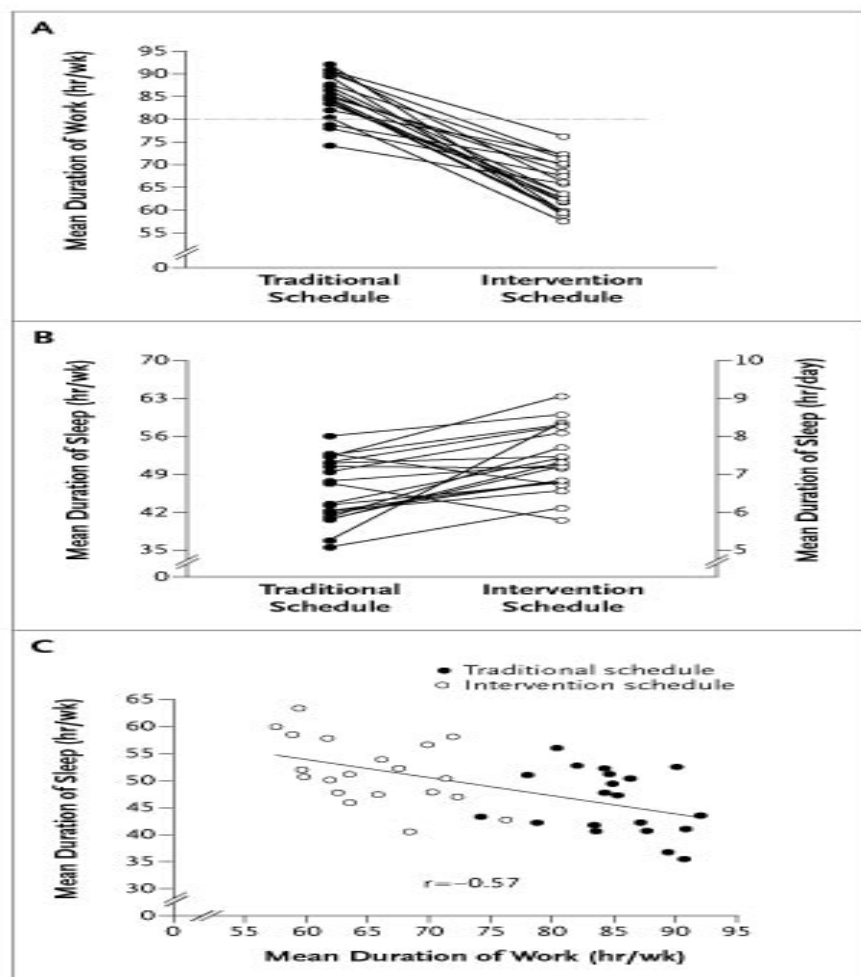 A
Mean Duration of Work (hr/wk)
95
90
85
80
75
70
65
60
55
0
Traditional Schedule
Intervention Schedule
B
Mean Duration of Sleep (hr/wk)
70
63
56
49
42
35
0
Mean Duration of Sleep (hr/day)
10
9
8
7
6
5
Traditional Schedule
Intervention Schedule
C
Traditional schedule
Intervention schedule
Mean Duration of Sleep (hr/wk)
65
60
55
50
45
40
35
30
0
r=−0.57
0 55 60 65 70 75 80 85 90 95
Mean Duration of Work (hr/wk)